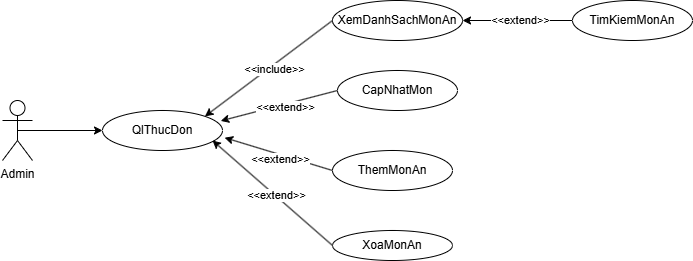 XemDanhSachMonAn
<<extend>>
TimKiemMonAn
<<include>>
CapNhatMon
<<extend>>
QlThucDon
Admin
<<extend>>
ThemMonAn
<<extend>>
XoaMonAn